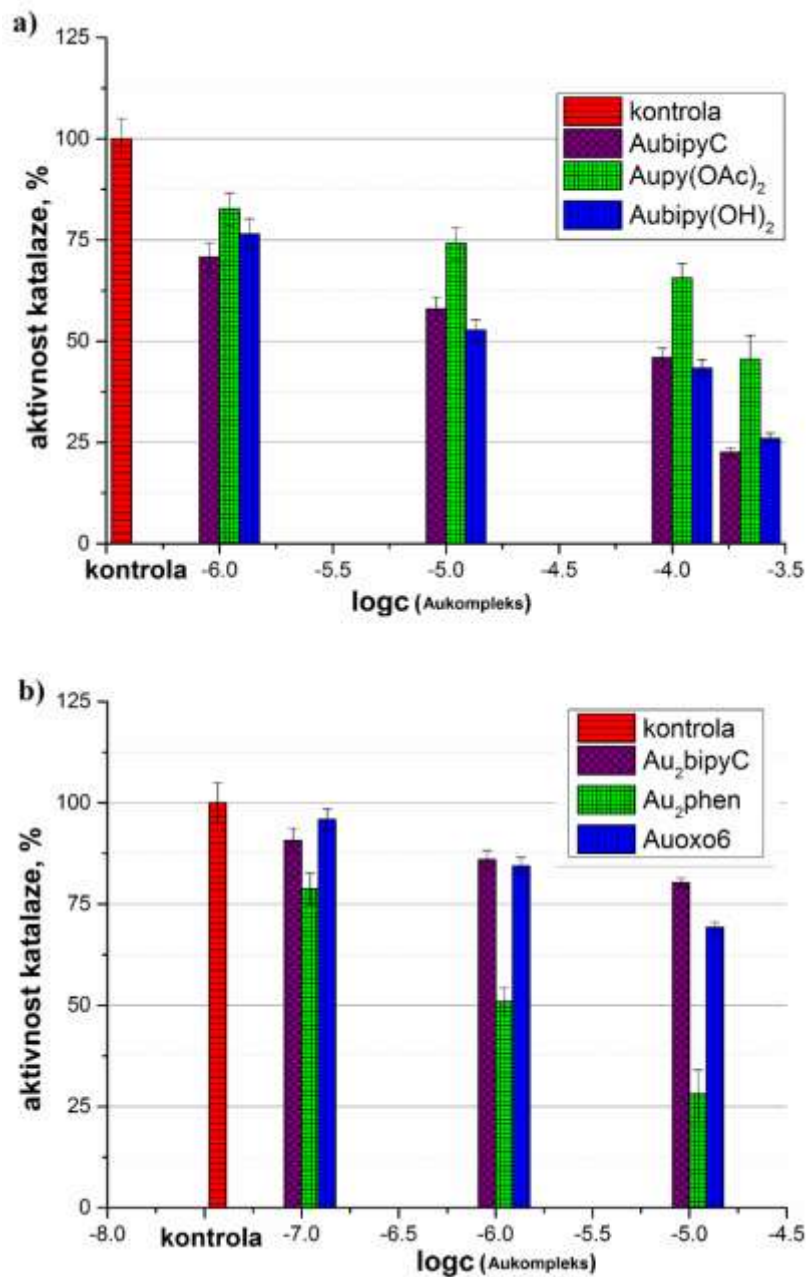 a)
125
100
75
50
25
0
aktivnost katalaze, %
kontrola
AubipyC
Aupy(OAc)₂
Aubipy(OH)₂
kontrola -6.0 -5.5 -5.0 -4.5 -4.0 -3.5
logc (Aukompleks)
b)
125
100
75
50
25
0
aktivnost katalaze, %
kontrola
Au₂bipyC
Au₂phen
Auoxo6
-8.0 kontrola -7.0 -6.5 -6.0 -5.5 -5.0 -4.5
logc (Aukompleks)